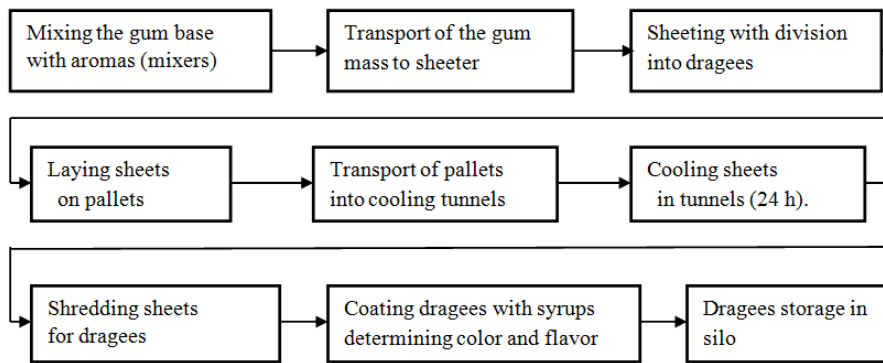 Mixing the gum base
with aromas (mixers)
Transport of the gum
mass to sheeter
Sheeting with division
into dragees
Laying sheets
on pallets
Transport of pallets
into cooling tunnels
Cooling sheets
in tunnels (24 h).
Shredding sheets
for dragees
Coating dragees with syrups
determining color and flavor
Dragees storage in
silo